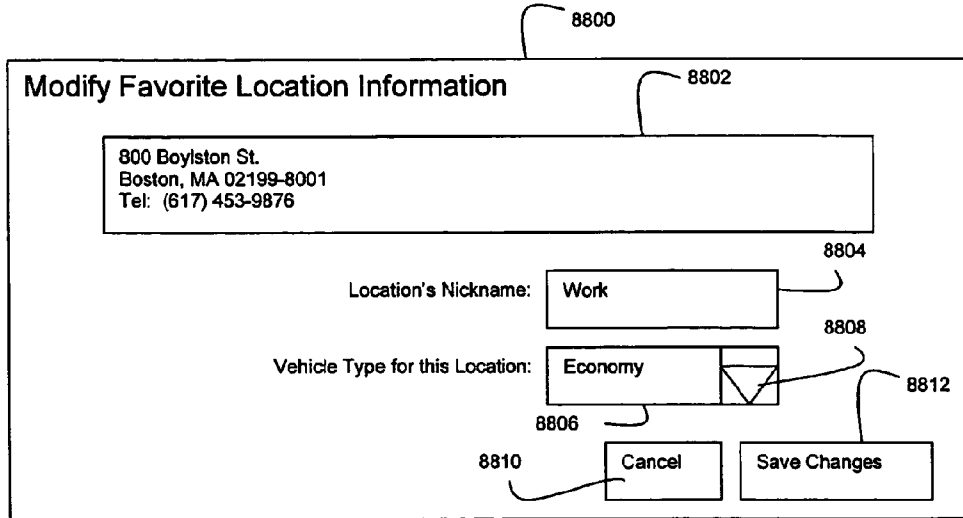 8800
Modify Favorite Location Information
8802
800 Boylston St.
Boston, MA 02199-8001
Tel: (617) 453-9876
8804
Location's Nickname: Work
8808
Vehicle Type for this Location: Economy
8812
8806
8810 Cancel Save Changes